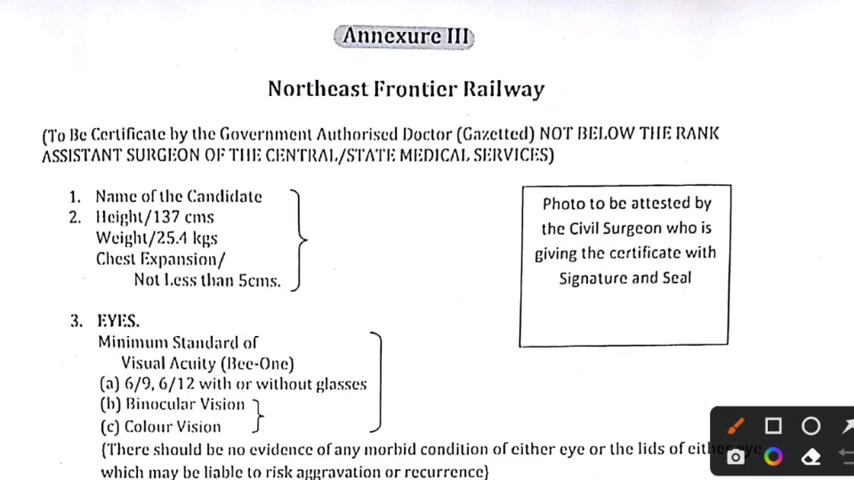 Annexure III
Northeast Frontier Railway
(To Be Certificate by the Government Authorised Doctor (Gazetted) NOT BELOW THE RANK
ASSISTANT SURGEON OF THE CENTRAL/STATE MEDICAL SERVICES)
1. Name of the Candidate
2. Height/137 cms
Weight/25.4 kgs
Chest Expansion/
Not Less than 5cms.
Photo to be attested by
the Civil Surgeon who is
giving the certificate with
Signature and Seal
3. EYES.
Minimum Standard of
Visual Acuity (Bee-One)
(a) 6/9, 6/12 with or without glasses
(b) Binocular Vision
(c) Colour Vision
(There should be no evidence of any morbid condition of either eye or the lids of either eye
which may be liable to risk aggravation or recurrence)